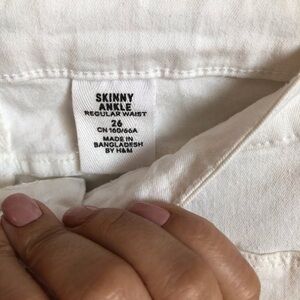 SKINNY
ANKLE
REGULAR WAIST
26
CN 160/66A
MADE IN
BANGLADESH
BY H&M